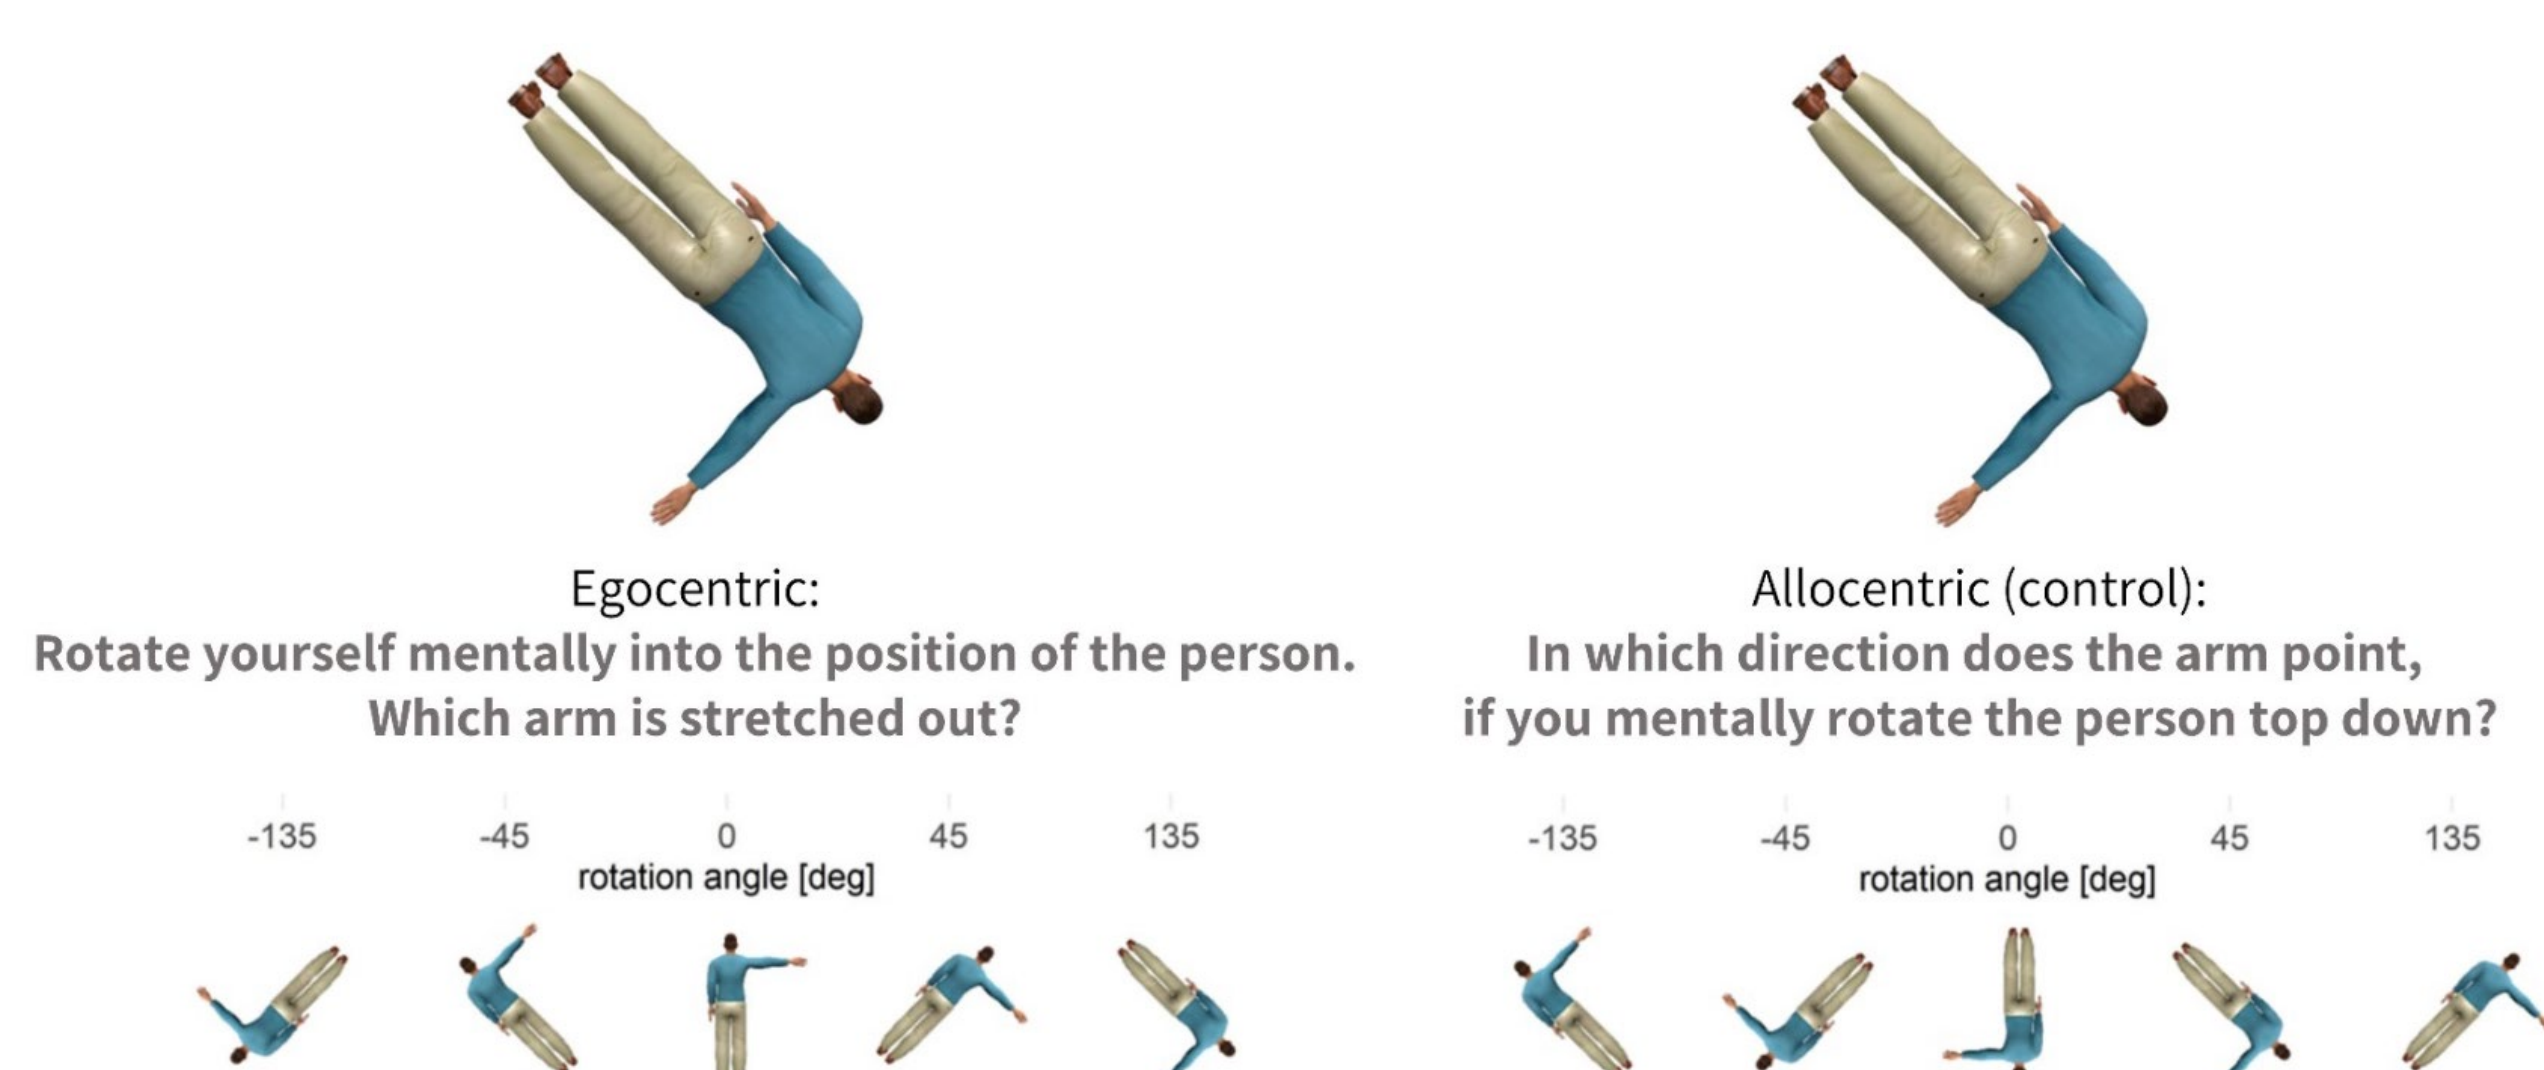 Egocentric:
Rotate yourself mentally into the position of the person.
Which arm is stretched out?
-135 -45 0 45 135
rotation angle [deg]
Allocentric (control):
In which direction does the arm point,
if you mentally rotate the person top down?
-135 -45 0 45 135
rotation angle [deg]